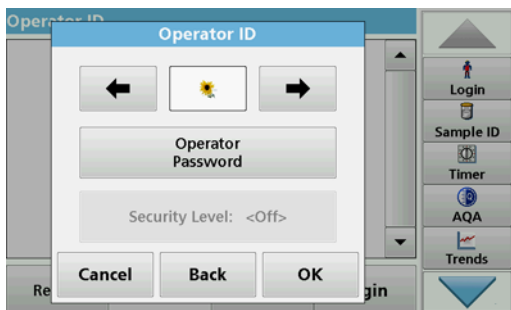 Operator ID
Operator ID
Login
Sample ID
Operator
Password
Timer
Security Level: <Off>
AQA
Trends
Cancel
Back
OK